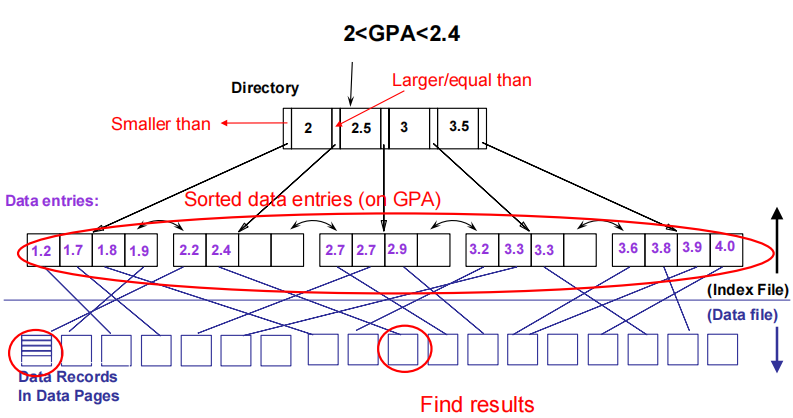 2<GPA<2.4
Directory
Larger/equal than
Smaller than
2 2.5 3 3.5
Data entries:
Sorted data entries (on GPA)
1.2 1.7 1.8 1.9 2.2 2.4 2.7 2.7 2.9 3.2 3.3 3.3 3.6 3.8 3.9 4.0
(Index File)
(Data file)
Data Records
In Data Pages
Find results